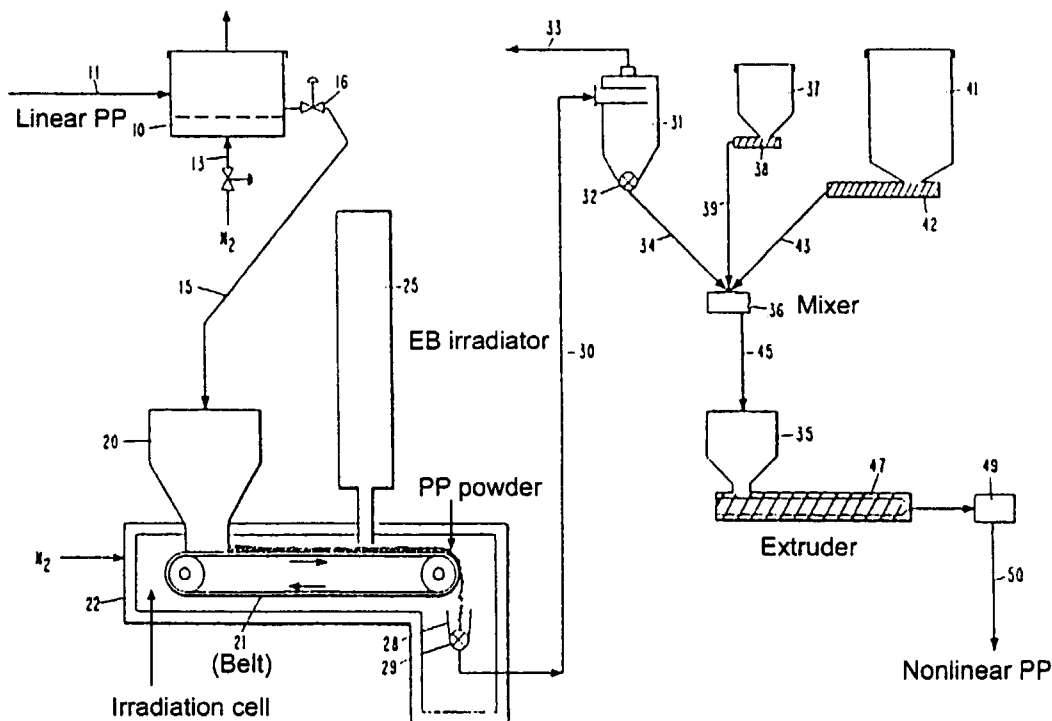 33
11
16
37
41
Linear PP
10
31
13
38
32
39
42
N2
34
43
15
25
36
Mixer
EB irradiator
30
45
20
35
PP powder
47
49
Extruder
N2
50
22
21
28
(Belt)
29
Nonlinear PP
Irradiation cell